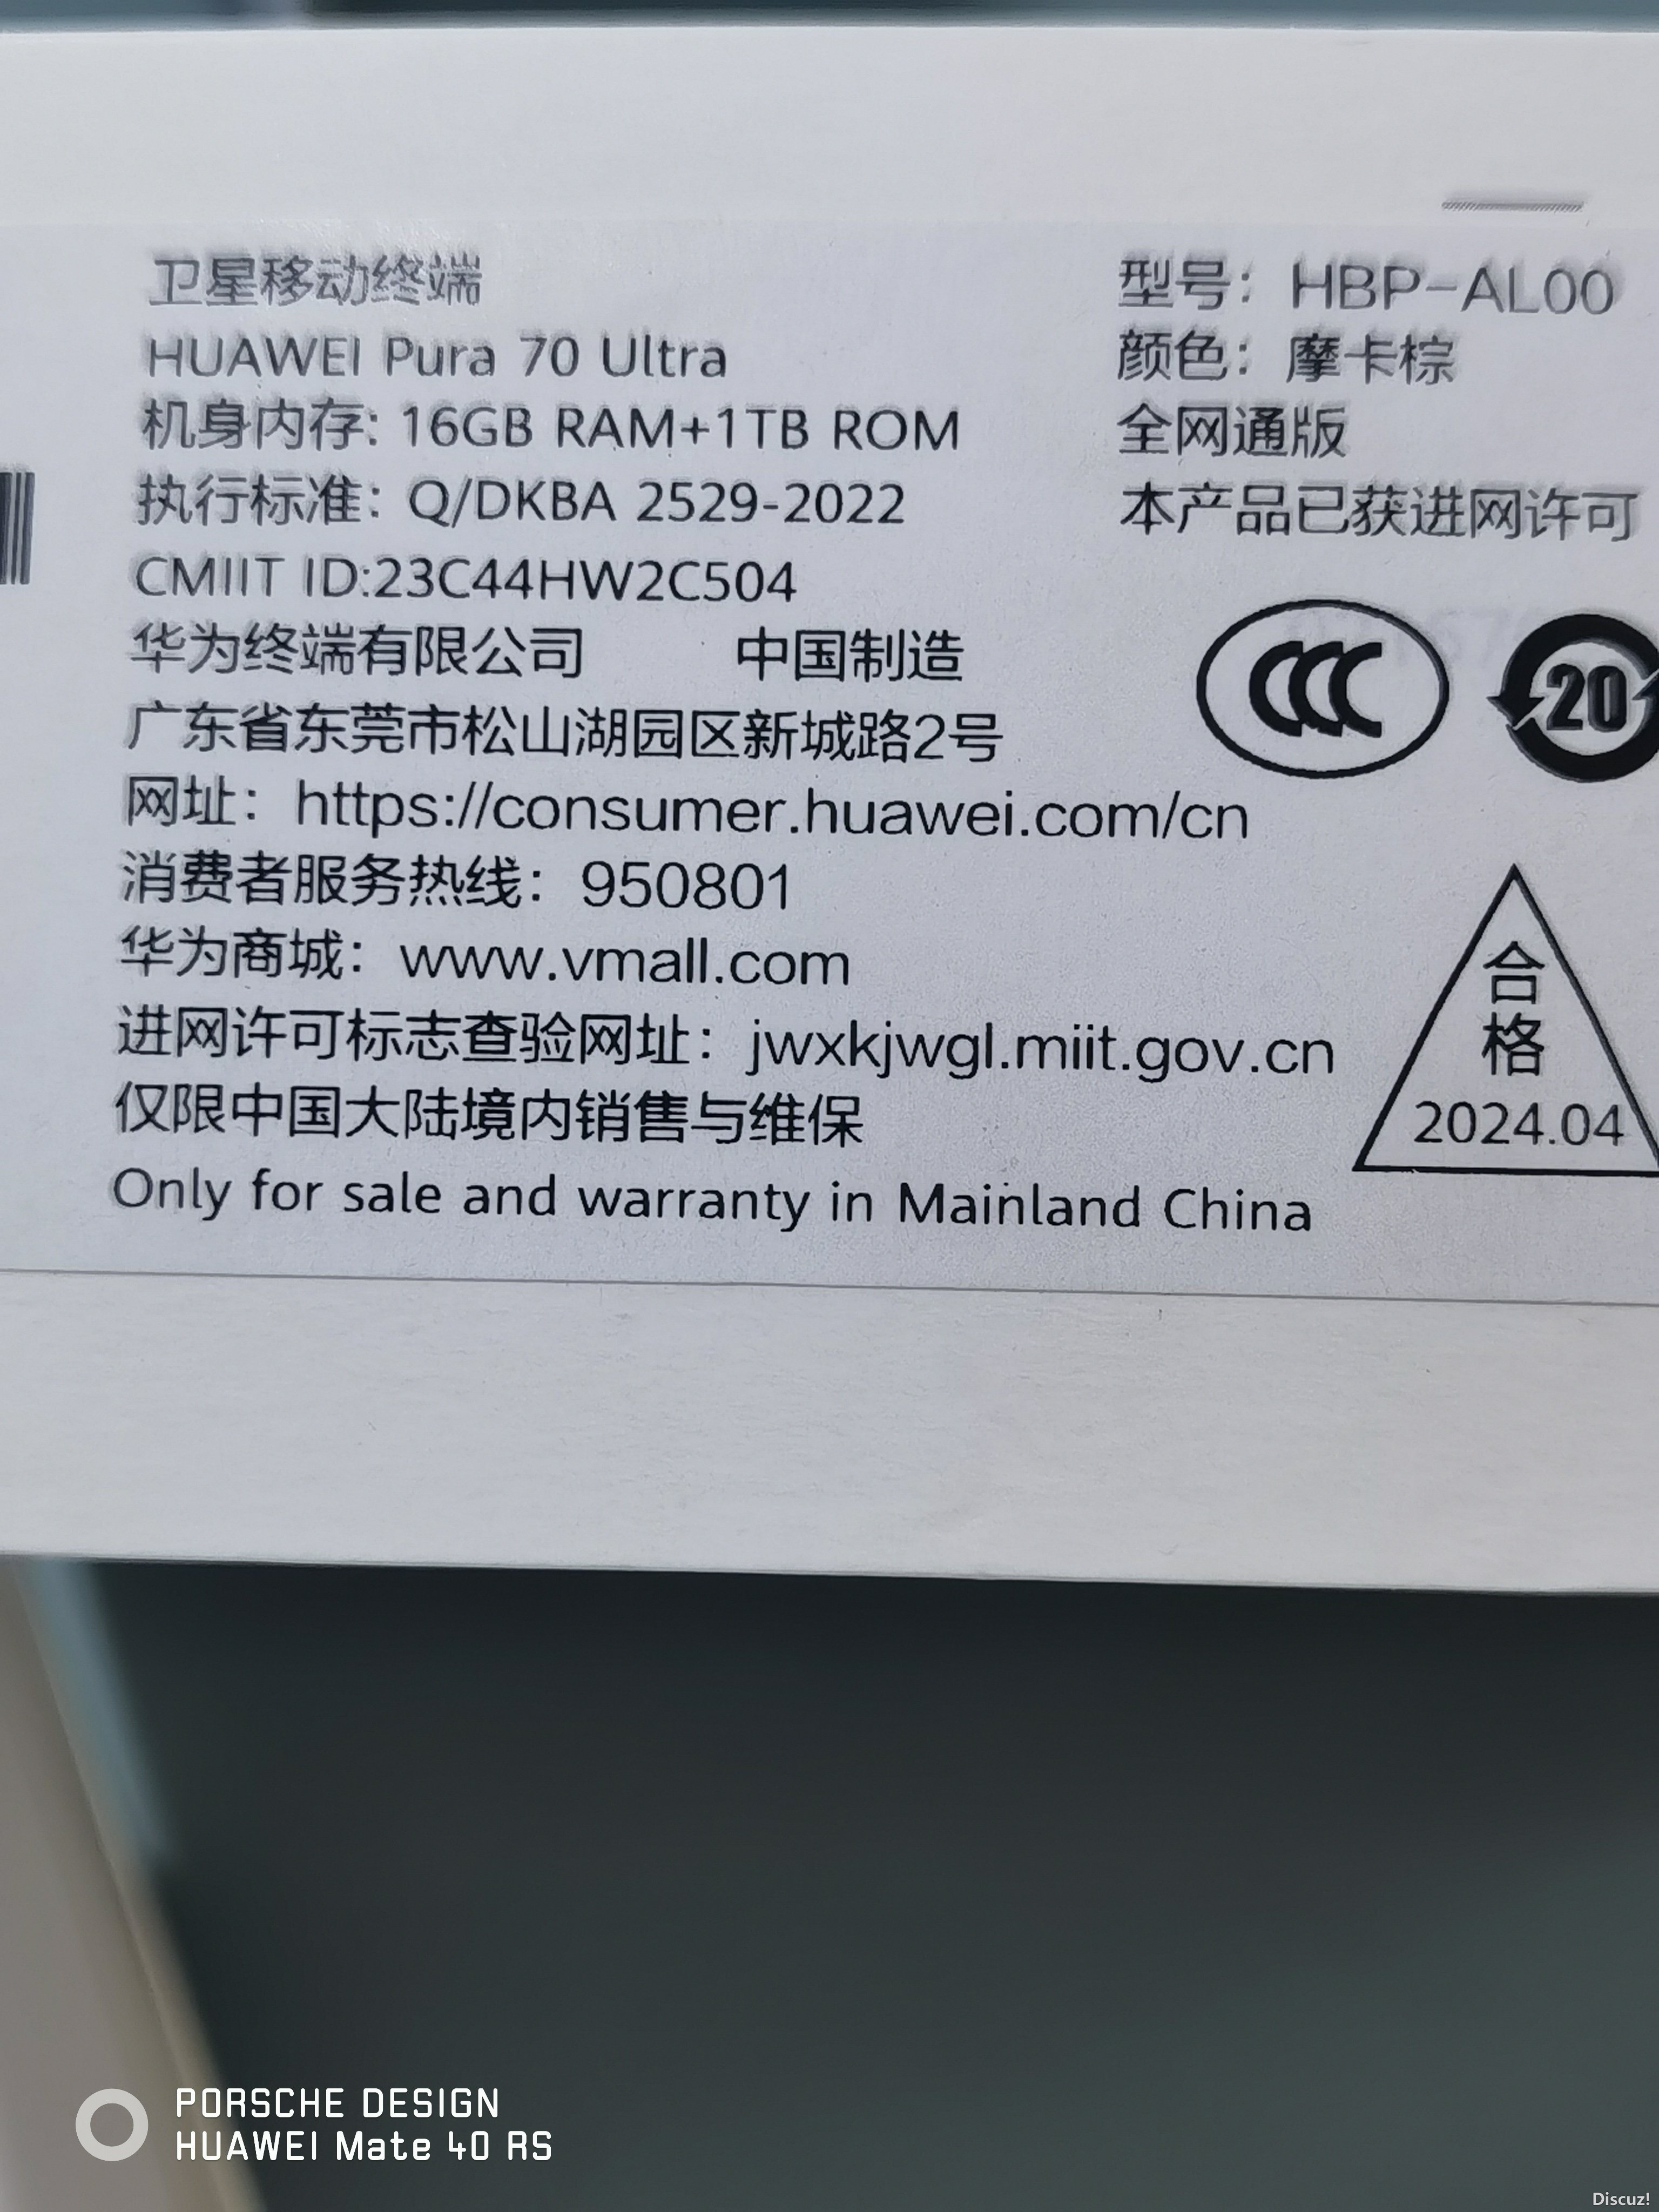 卫星移动终端
HUAWEI Pura 70 Ultra
机身内存: 16GB RAM+1TB ROM
执行标准: Q/DKBA 2529-2022
CMIIT ID:23C44HW2C504
华为终端有限公司 中国制造
广东省东莞市松山湖园区新城路2号
网址: https://consumer.huawei.com/cn
消费者服务热线: 950801
华为商城: www.vmall.com
进网许可标志查验网址: jwxkjwgl.miit.gov.cn
仅限中国大陆境内销售与维保
Only for sale and warranty in Mainland China
型号: HBP-AL00
颜色: 摩卡棕
全网通版
本产品已获进网许可
CCC
20
合
格
2024.04
PORSCHE DESIGN
HUAWEI Mate 40 RS
Discuz!